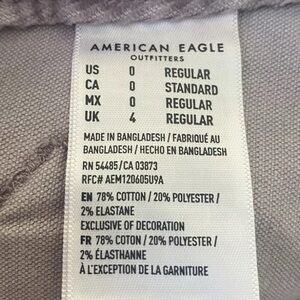 AMERICAN EAGLE
OUTFITTERS
US 0 REGULAR
CA 0 STANDARD
MX 0 REGULAR
UK 4 REGULAR
MADE IN BANGLADESH / FABRIQUÉ AU
BANGLADESH / HECHO EN BANGLADESH
RN 54485/CA 03873
RFC# AEM120605U9A
EN 78% COTTON / 20% POLYESTER /
2% ELASTANE
EXCLUSIVE OF DECORATION
FR 78% COTON / 20% POLYESTER /
2% ÉLASTHANNE
À L'EXCEPTION DE LA GARNITURE